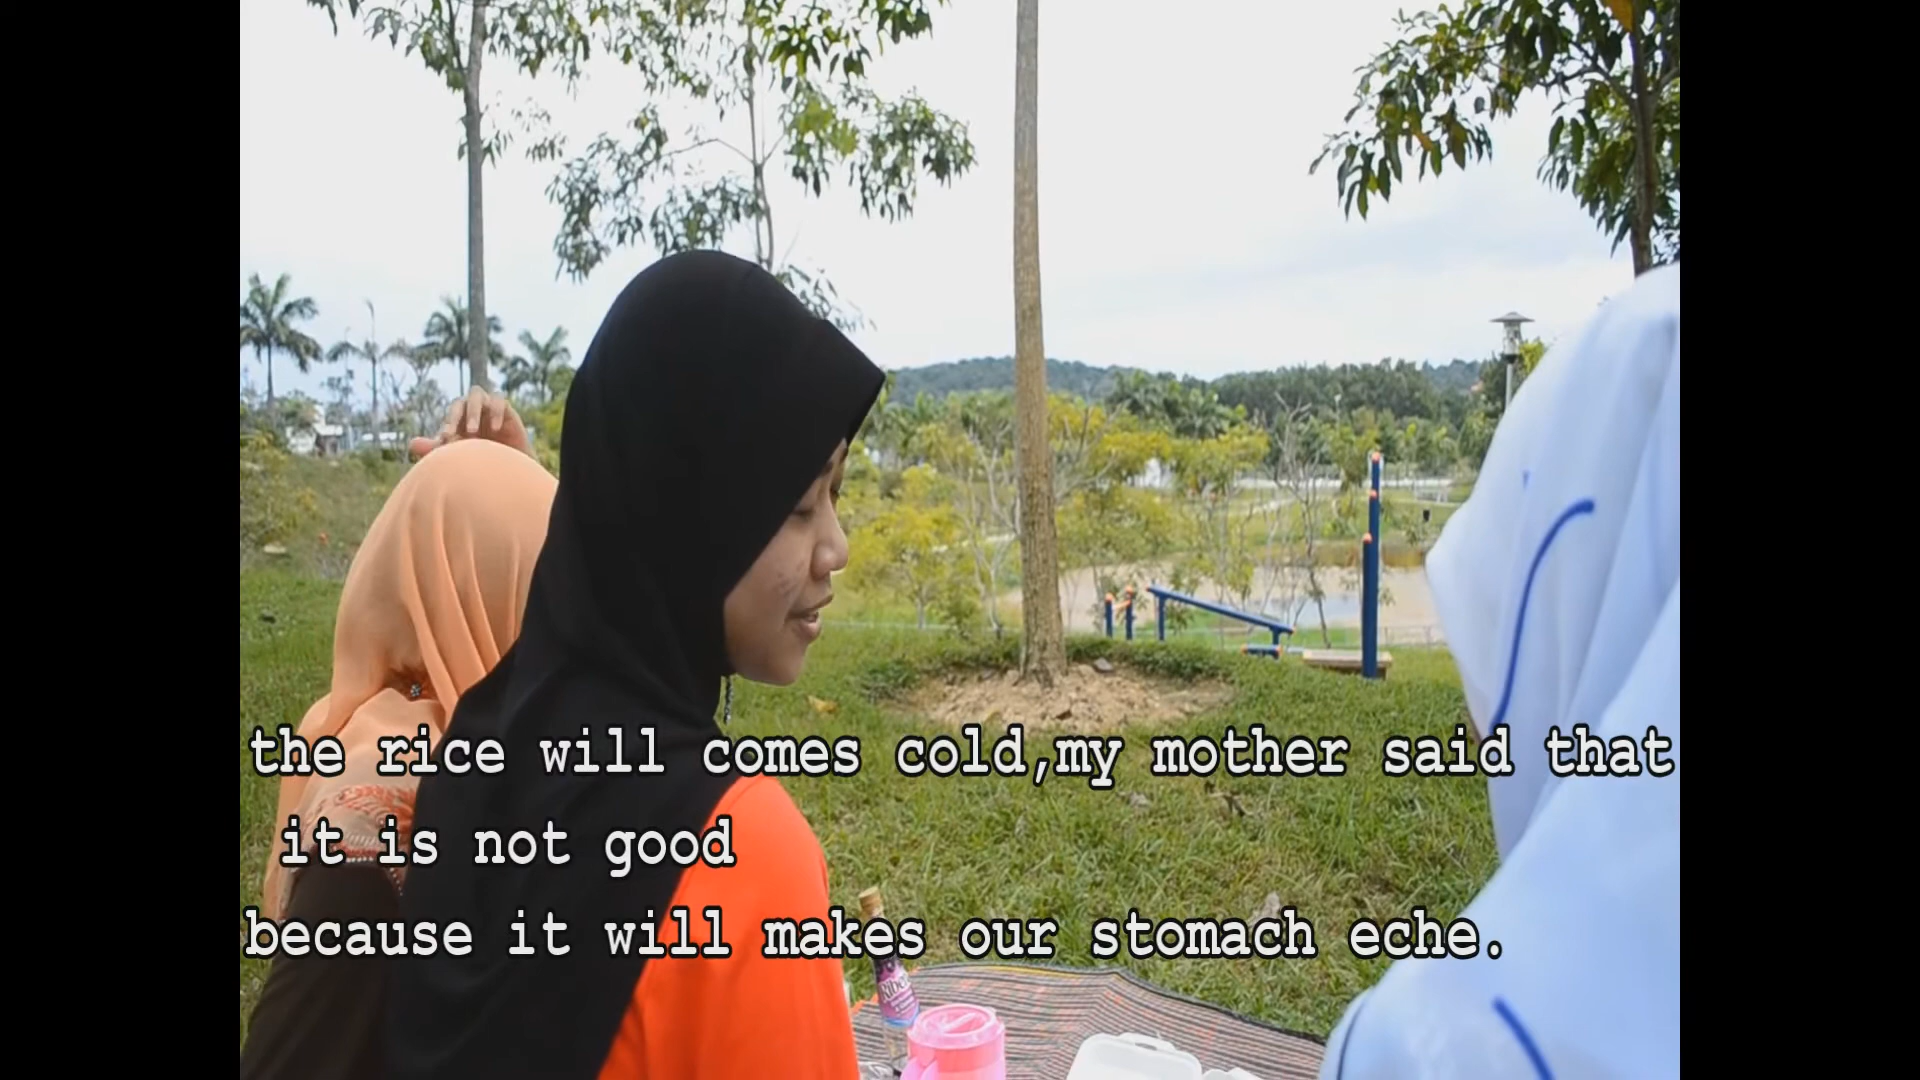 the rice will comes cold,my mother said that
it is not good
because it will makes our stomach eche.
Ribena